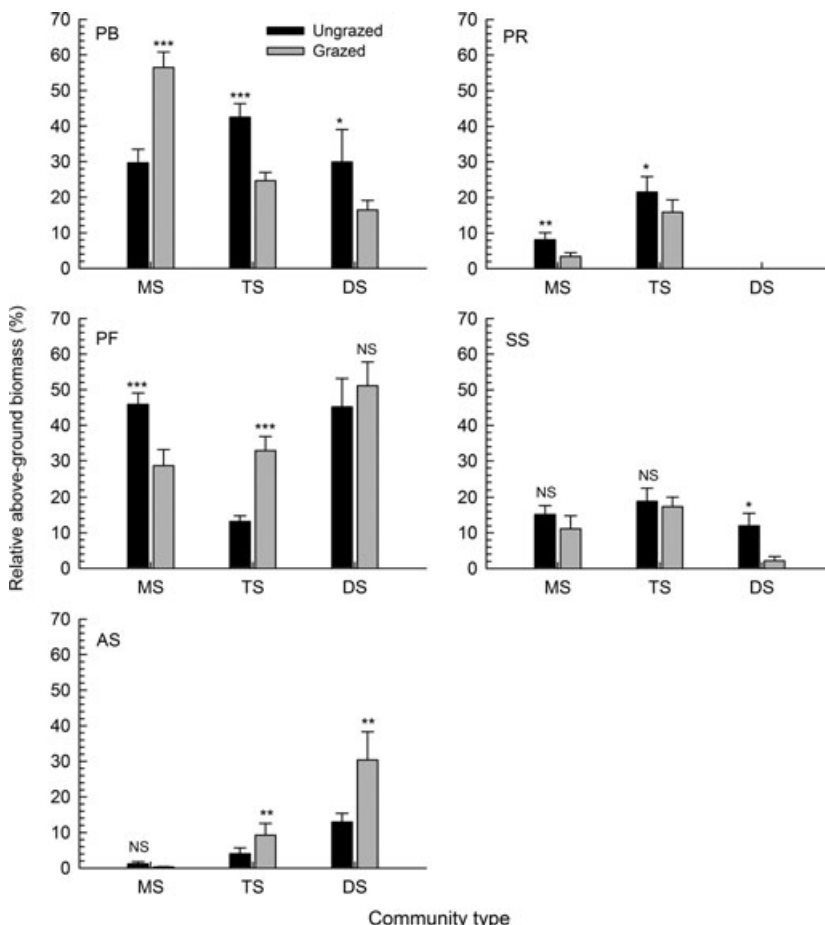 PB
Ungrazed
Grazed
70
60
50
40
30
20
10
0
***
***
*
MS TS DS
PR
70
60
50
40
30
20
10
0
**
*
MS TS DS
Relative above-ground biomass (%)
PF
70
60
50
40
30
20
10
0
***
***
NS
MS TS DS
SS
70
60
50
40
30
20
10
0
NS
NS
*
MS TS DS
AS
70
60
50
40
30
20
10
0
NS
**
**
MS TS DS
Community type